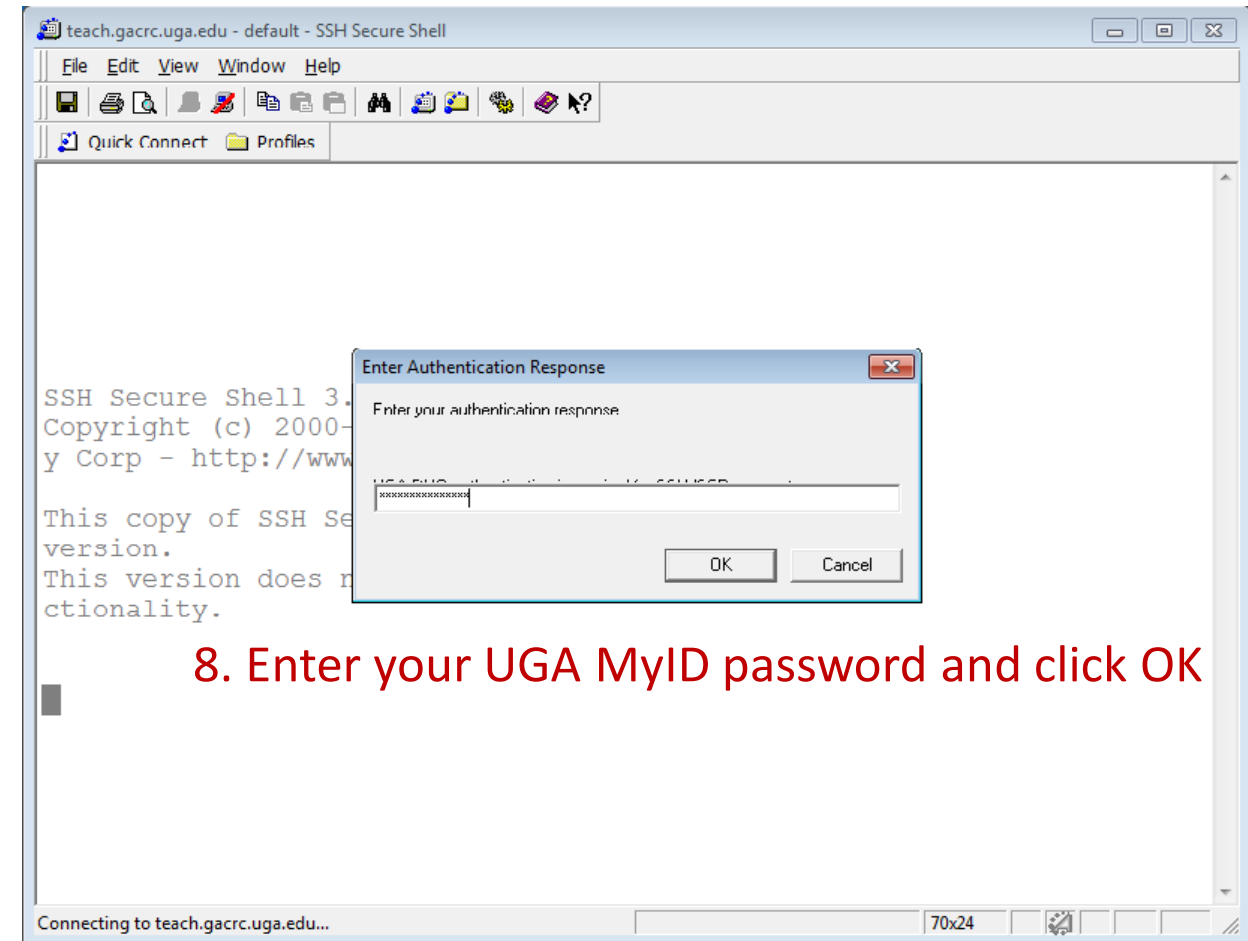 teach.gacrc.uga.edu - default - SSH Secure Shell
File Edit View Window Help
Quick Connect Profiles
Enter Authentication Response
Enter your authentication response
SSH Secure Shell 3.
Copyright (c) 2000-
y Corp - http://www
xxxxxxxxxxxxxxx
This copy of SSH Se
version.
OK Cancel
This version does n
ctionality.
8. Enter your UGA MyID password and click OK
Connecting to teach.gacrc.uga.edu... 70x24